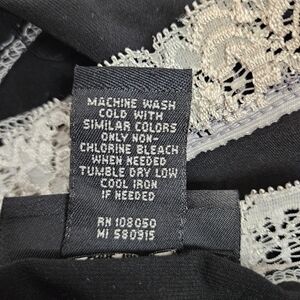 MACHINE WASH
COLD WITH
SIMILAR COLORS
ONLY NON-
CHLORINE BLEACH
WHEN NEEDED
TUMBLE DRY LOW
COOL IRON
IF NEEDED
RN 108050
MI 580915